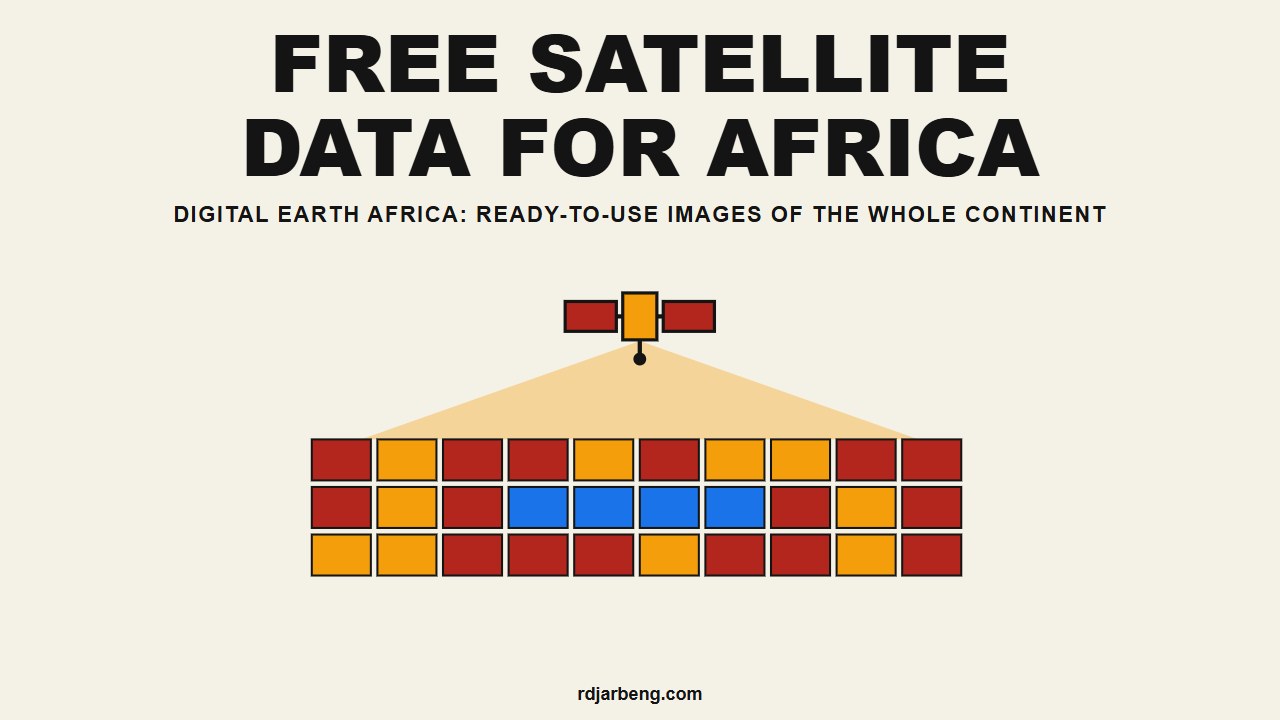 FREE SATELLITE
DATA FOR AFRICA
DIGITAL EARTH AFRICA: READY-TO-USE IMAGES OF THE WHOLE CONTINENT
rdjarbeng.com